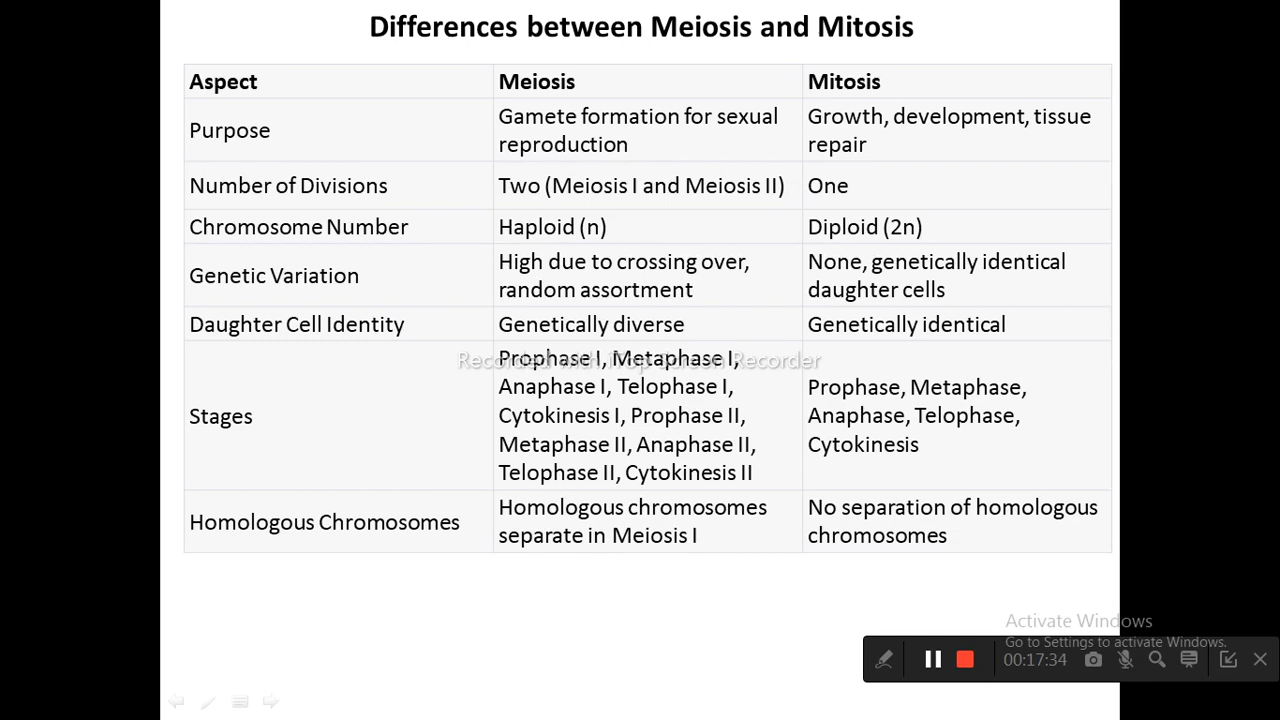 Differences between Meiosis and Mitosis
Aspect
Meiosis
Mitosis
Purpose
Gamete formation for sexual
reproduction
Growth, development, tissue
repair
Number of Divisions
Two (Meiosis I and Meiosis II)
One
Chromosome Number
Haploid (n)
Diploid (2n)
Genetic Variation
High due to crossing over,
random assortment
None, genetically identical
daughter cells
Daughter Cell Identity
Genetically diverse
Genetically identical
Recorded with iTop Screen Recorder
Stages
Prophase I, Metaphase I,
Anaphase I, Telophase I,
Cytokinesis I, Prophase II,
Metaphase II, Anaphase II,
Telophase II, Cytokinesis II
Prophase, Metaphase,
Anaphase, Telophase,
Cytokinesis
Homologous Chromosomes
Homologous chromosomes
separate in Meiosis I
No separation of homologous
chromosomes
Activate Windows
Go to Settings to activate Windows.
00:17:34